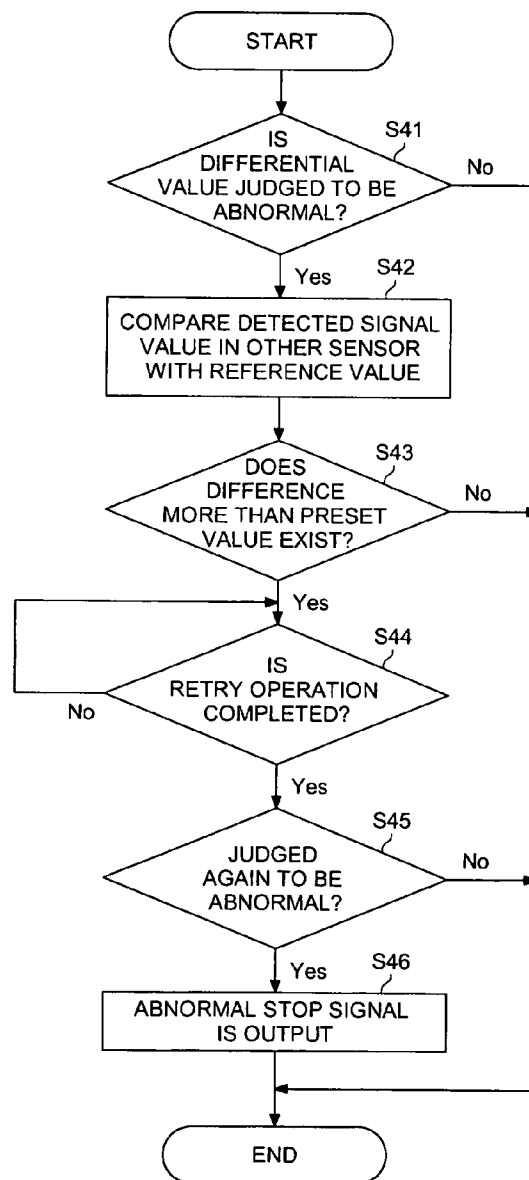 START
S41
IS
DIFFERENTIAL
VALUE JUDGED TO BE
ABNORMAL?
No
Yes
S42
COMPARE DETECTED SIGNAL
VALUE IN OTHER SENSOR
WITH REFERENCE VALUE
S43
DOES
DIFFERENCE
MORE THAN PRESET
VALUE EXIST?
No
Yes
S44
IS
RETRY OPERATION
COMPLETED?
No
Yes
S45
JUDGED
AGAIN TO BE
ABNORMAL?
No
Yes
S46
ABNORMAL STOP SIGNAL
IS OUTPUT
END